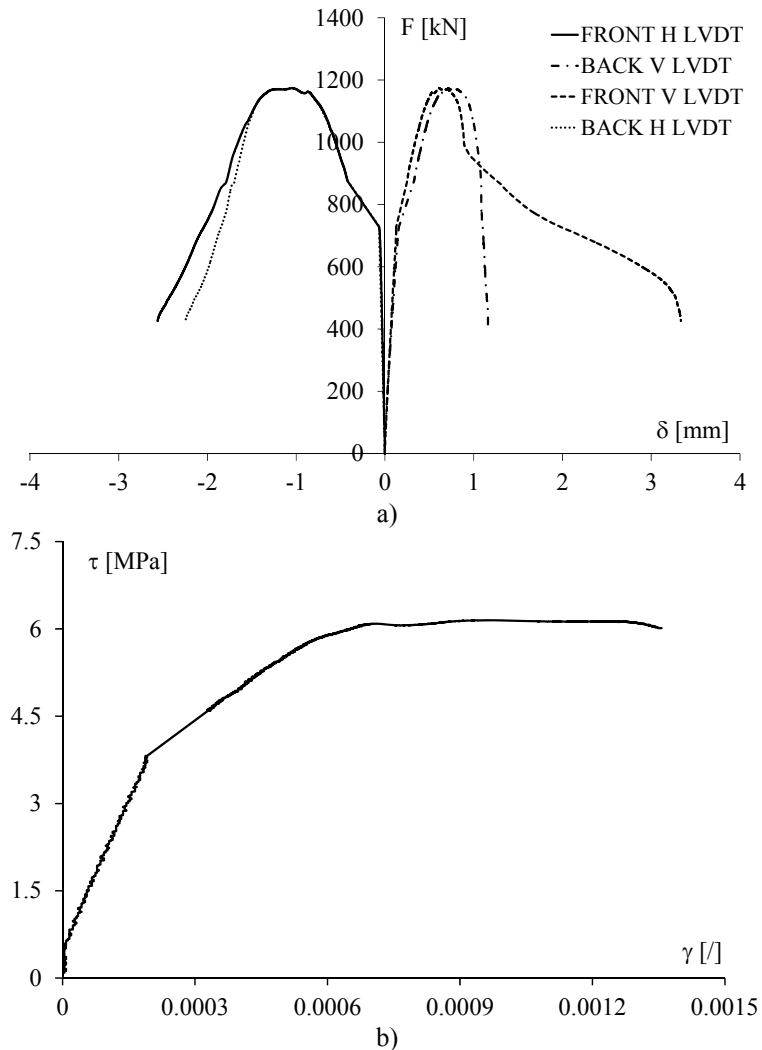 1400
F [kN]
FRONT H LVDT
1200
BACK V LVDT
FRONT V LVDT
1000
BACK H LVDT
800
600
400
200
δ [mm]
0
-4 -3 -2 -1 0 1 2 3 4
a)
7.5
τ [MPa]
6
4.5
3
1.5
γ [/]
0
0 0.0003 0.0006 0.0009 0.0012 0.0015
b)